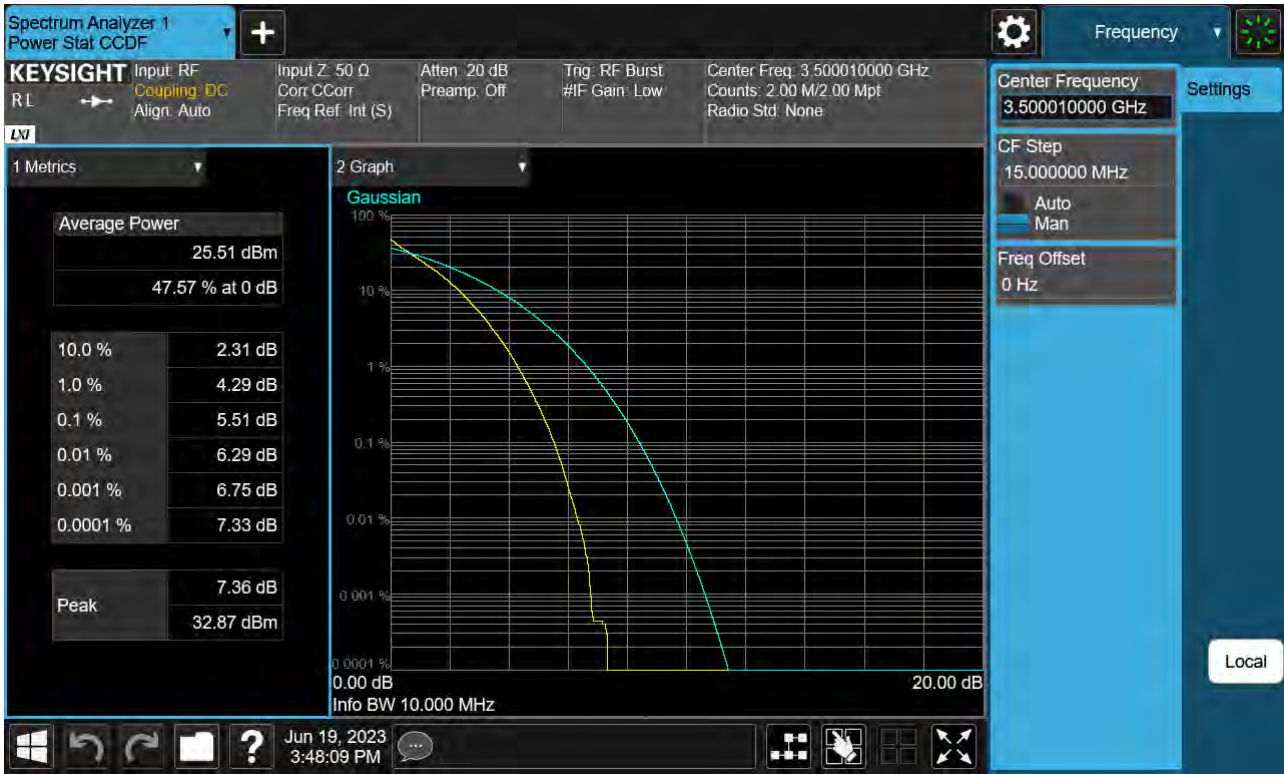 Spectrum Analyzer 1
Power Stat CCDF
+
Frequency
KEYSIGHT
RL
LXI
Input: RF
Coupling: DC
Align: Auto
Input Z: 50 Ω
Corr CCorr
Freq Ref: Int (S)
Atten: 20 dB
Preamp: Off
Trig: RF Burst
#IF Gain: Low
Center Freq: 3.500010000 GHz
Counts: 2.00 M/2.00 Mpt
Radio Std: None
1 Metrics
Average Power
25.51 dBm
47.57 % at 0 dB
10.0 % 2.31 dB
1.0 % 4.29 dB
0.1 % 5.51 dB
0.01 % 6.29 dB
0.001 % 6.75 dB
0.0001 % 7.33 dB
Peak
7.36 dB
32.87 dBm
2 Graph
Gaussian
100 %
10 %
1 %
0.1 %
0.01 %
0.001 %
0.0001 %
0.00 dB 20.00 dB
Info BW 10.000 MHz
Center Frequency
3.500010000 GHz
Settings
CF Step
15.000000 MHz
Auto
Man
Freq Offset
0 Hz
Local
?
Jun 19, 2023
3:48:09 PM